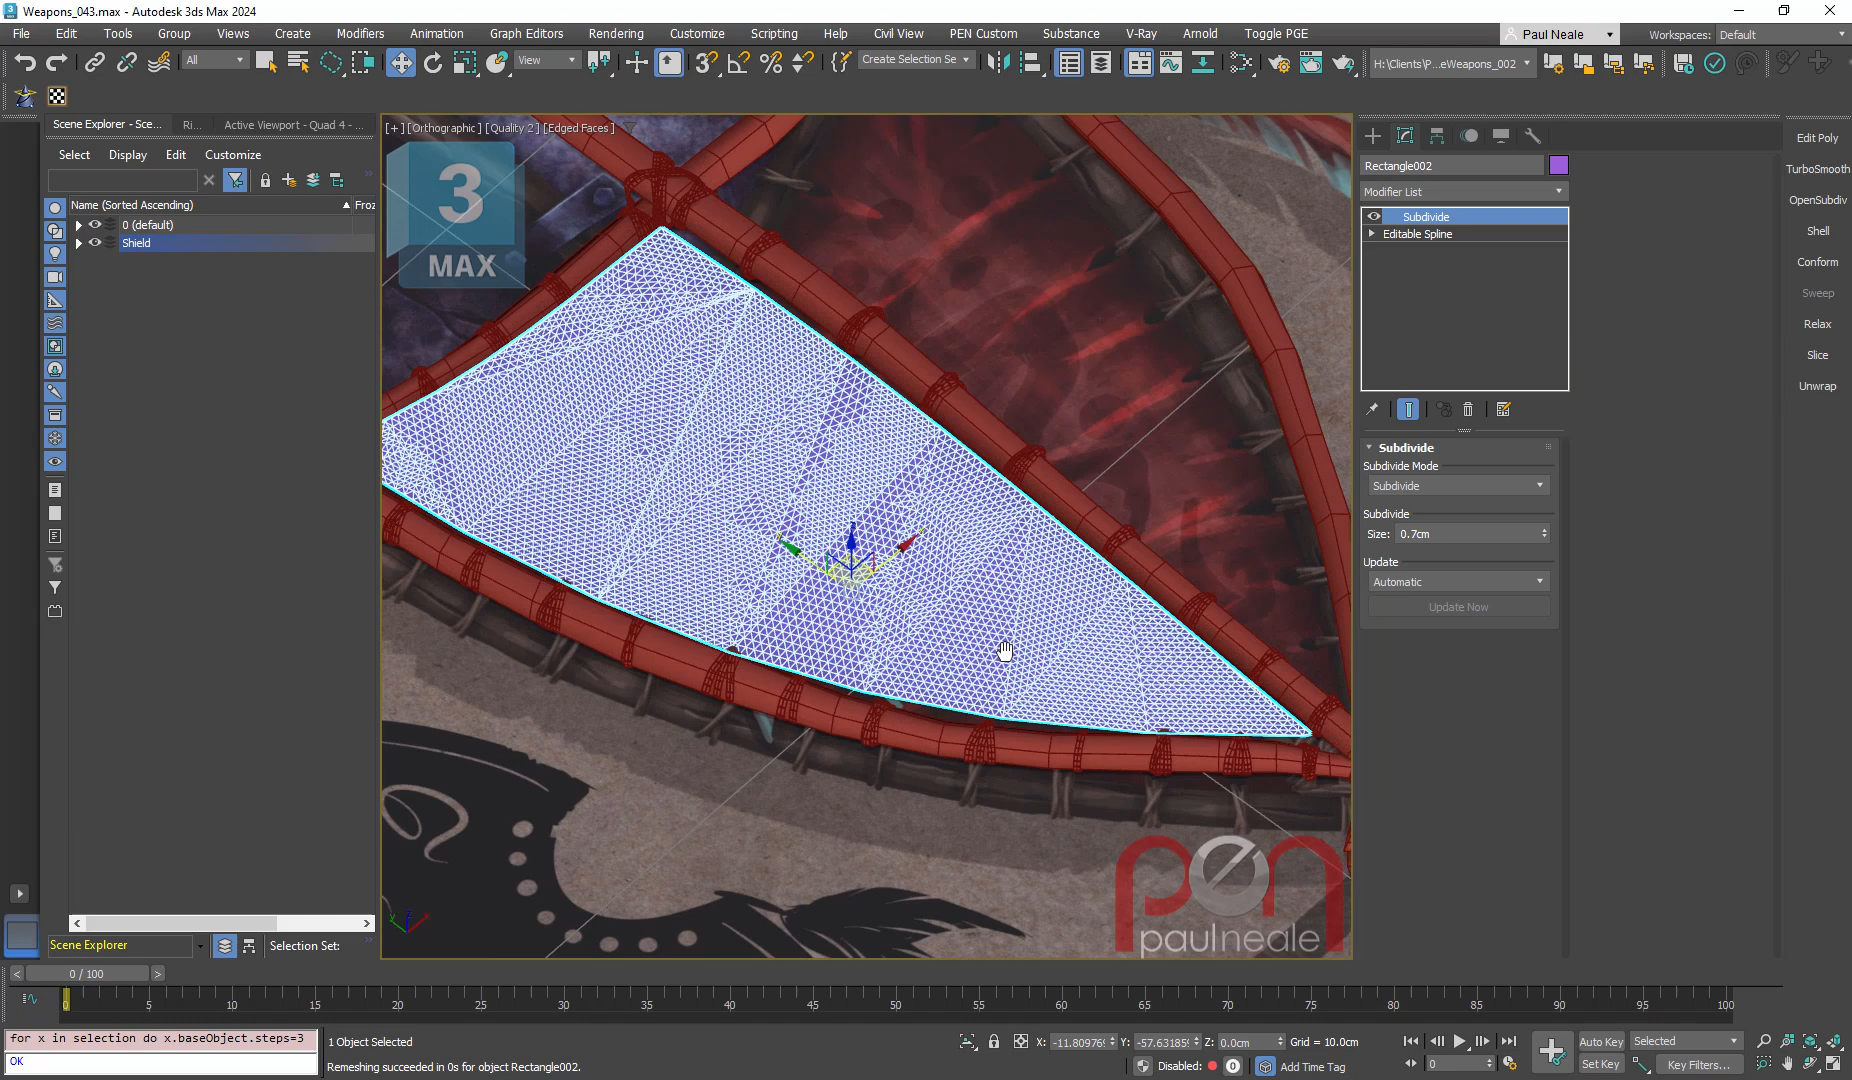 Weapons_043.max - Autodesk 3ds Max 2024
File Edit Tools Group Views Create Modifiers Animation Graph Editors Rendering Customize Scripting Help Civil View PEN Custom Substance V-Ray Arnold Toggle PGE
Paul Neale
Workspaces: Default
All
View
Create Selection Se
H:\Clients\P...eWeapons_002
Scene Explorer - Sce... Ri... Active Viewport - Quad 4 - ...
Select Display Edit Customize
Name (Sorted Ascending) Froz
0 (default)
Shield
[+] [Orthographic ] [Quality 2 ] [Edged Faces ]
3
MAX
pen
paulneale
Rectangle002
Modifier List
Subdivide
Editable Spline
Subdivide
Subdivide Mode
Subdivide
Subdivide
Size: 0.7cm
Update
Automatic
Update Now
Edit Poly
TurboSmooth
OpenSubdiv
Shell
Conform
Sweep
Relax
Slice
Unwrap
Scene Explorer
Selection Set:
0 / 100
0 5 10 15 20 25 30 35 40 45 50 55 60 65 70 75 80 85 90 95 100
for x in selection do x.baseObject.steps=3
OK
1 Object Selected
Remeshing succeeded in 0s for object Rectangle002.
X: -11.80976 Y: -57.63185 Z: 0.0cm Grid = 10.0cm
Disabled: 0 Add Time Tag
0
Auto Key Selected
Set Key Key Filters...